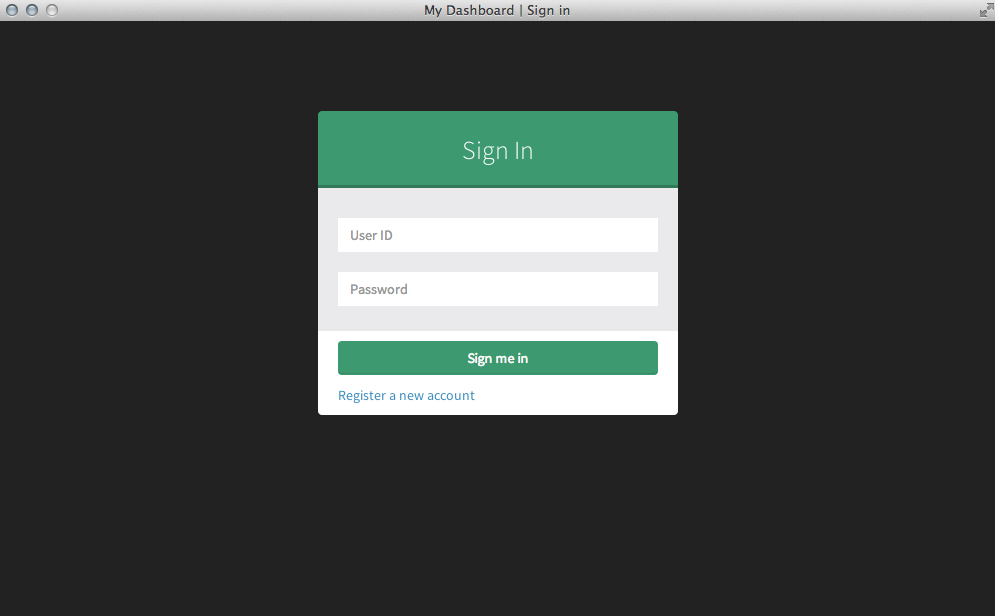 My Dashboard | Sign in
Sign In
User ID
Password
Sign me in
Register a new account